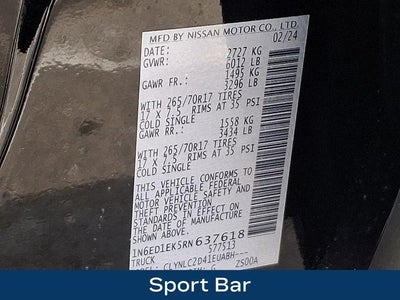 MFD BY NISSAN MOTOR CO., LTD.
DATE: 02/24
GVWR: 2727 KG
6012 LB
GAWR FR.: 1495 KG
3296 LB
WITH 265/70R17 TIRES
17 X 7.5 RIMS AT 35 PSI
COLD SINGLE
GAWR RR.: 1558 KG
3434 LB
WITH 265/70R17 TIRES
17 X 7.5 RIMS AT 35 PSI
COLD SINGLE
THIS VEHICLE CONFORMS TO
ALL APPLICABLE FEDERAL
MOTOR VEHICLE SAFETY AND
THEFT PREVENTION
STANDARDS IN EFFECT ON
THE DATE OF MANUFACTURE
SHOWN ABOVE.
1N6ED1EK5RN637618
TRUCK 577513
CLYNLC2D41EUABH---
G ZS00A
Sport Bar